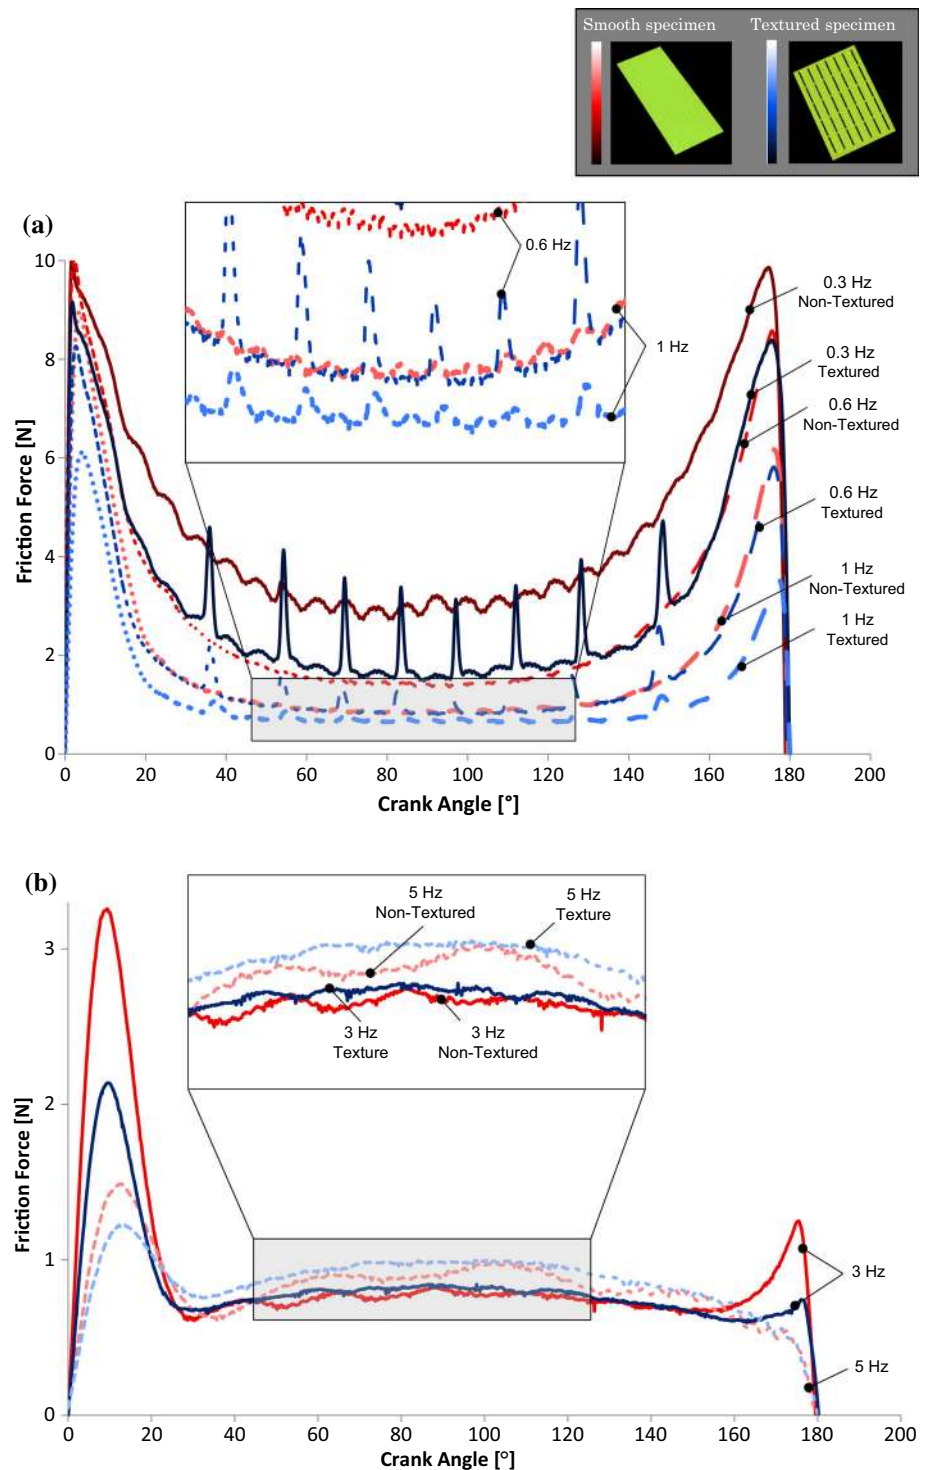 Smooth specimen
Textured specimen
(a)
0.6 Hz
1 Hz
10
8
6
4
2
0
Friction Force [N]
0.3 Hz
Non-Textured
0.3 Hz
Textured
0.6 Hz
Non-Textured
0.6 Hz
Textured
1 Hz
Non-Textured
1 Hz
Textured
0 20 40 60 80 100 120 140 160 180 200
Crank Angle [°]
(b)
5 Hz
Non-Textured
5 Hz
Texture
3 Hz
Texture
3 Hz
Non-Textured
3
2
1
0
Friction Force [N]
3 Hz
5 Hz
0 20 40 60 80 100 120 140 160 180 200
Crank Angle [°]